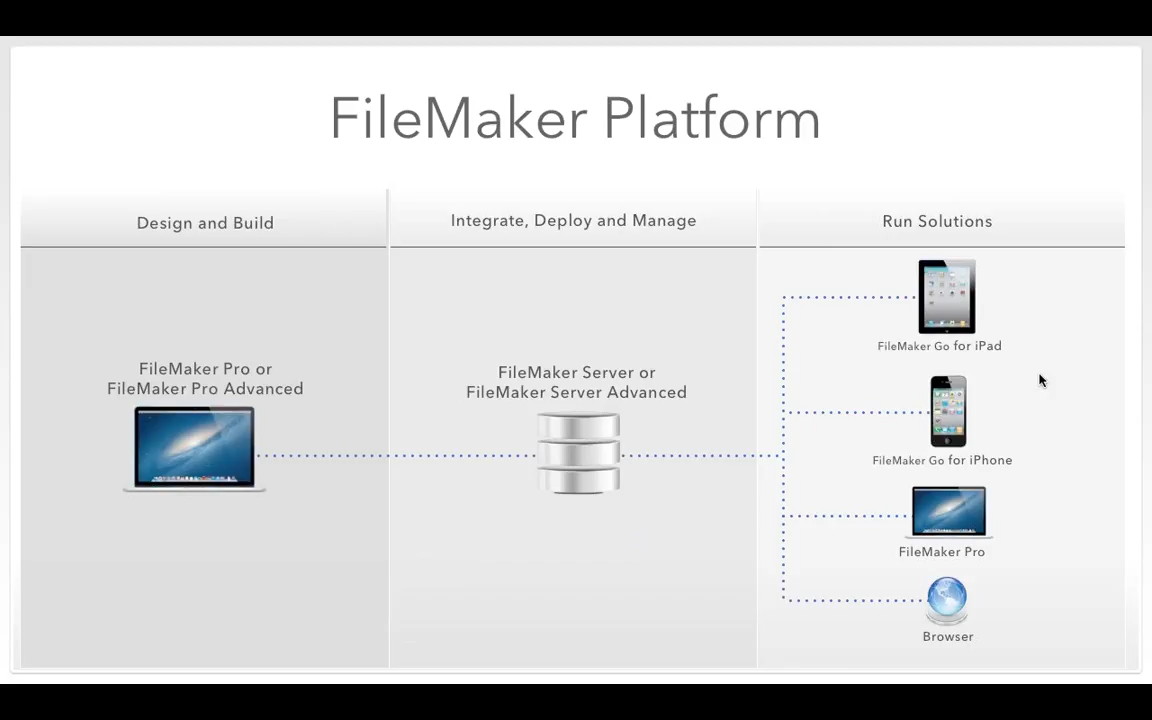 FileMaker Platform
Design and Build
Integrate, Deploy and Manage
Run Solutions
FileMaker Pro or
FileMaker Pro Advanced
FileMaker Server or
FileMaker Server Advanced
FileMaker Go for iPad
FileMaker Go for iPhone
FileMaker Pro
Browser